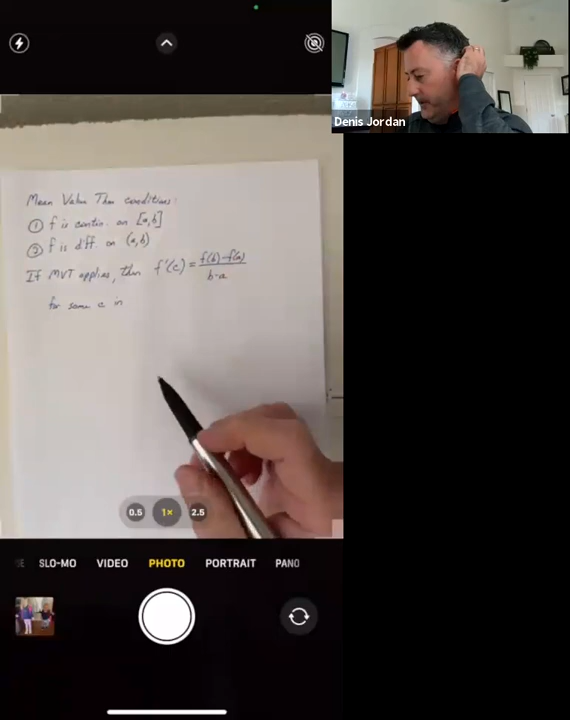 Denis Jordan
Mean Value Thm conditions:
① f is contin. on [a,b]
② f is diff. on (a,b)
If MVT applies, then f'(c) = f(b)-f(a) / b-a
for some c in
0.5 1× 2.5
SLO-MO VIDEO PHOTO PORTRAIT PANO